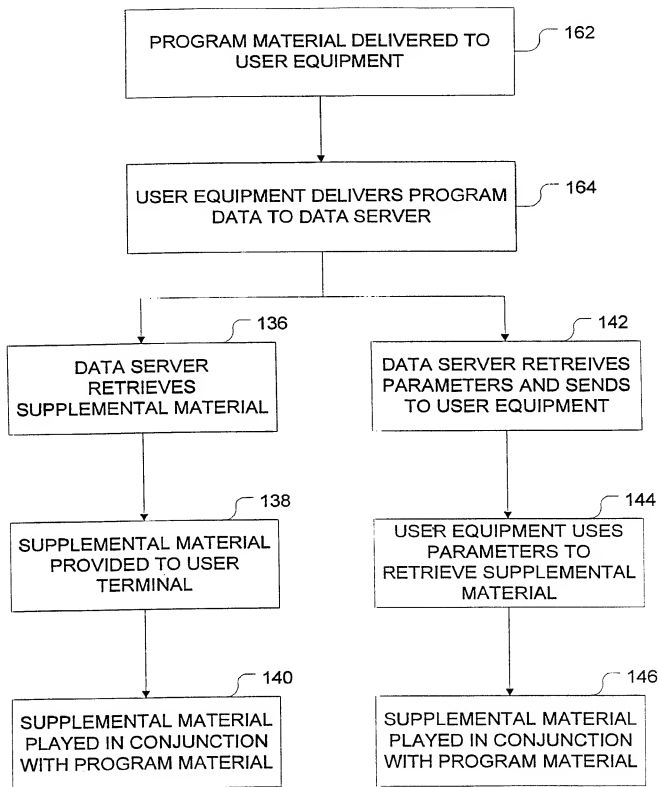 PROGRAM MATERIAL DELIVERED TO
USER EQUIPMENT
162
USER EQUIPMENT DELIVERS PROGRAM
DATA TO DATA SERVER
164
136
DATA SERVER
RETRIEVES
SUPPLEMENTAL MATERIAL
142
DATA SERVER RETREIVES
PARAMETERS AND SENDS
TO USER EQUIPMENT
138
SUPPLEMENTAL MATERIAL
PROVIDED TO USER
TERMINAL
144
USER EQUIPMENT USES
PARAMETERS TO
RETRIEVE SUPPLEMENTAL
MATERIAL
140
SUPPLEMENTAL MATERIAL
PLAYED IN CONJUNCTION
WITH PROGRAM MATERIAL
146
SUPPLEMENTAL MATERIAL
PLAYED IN CONJUNCTION
WITH PROGRAM MATERIAL